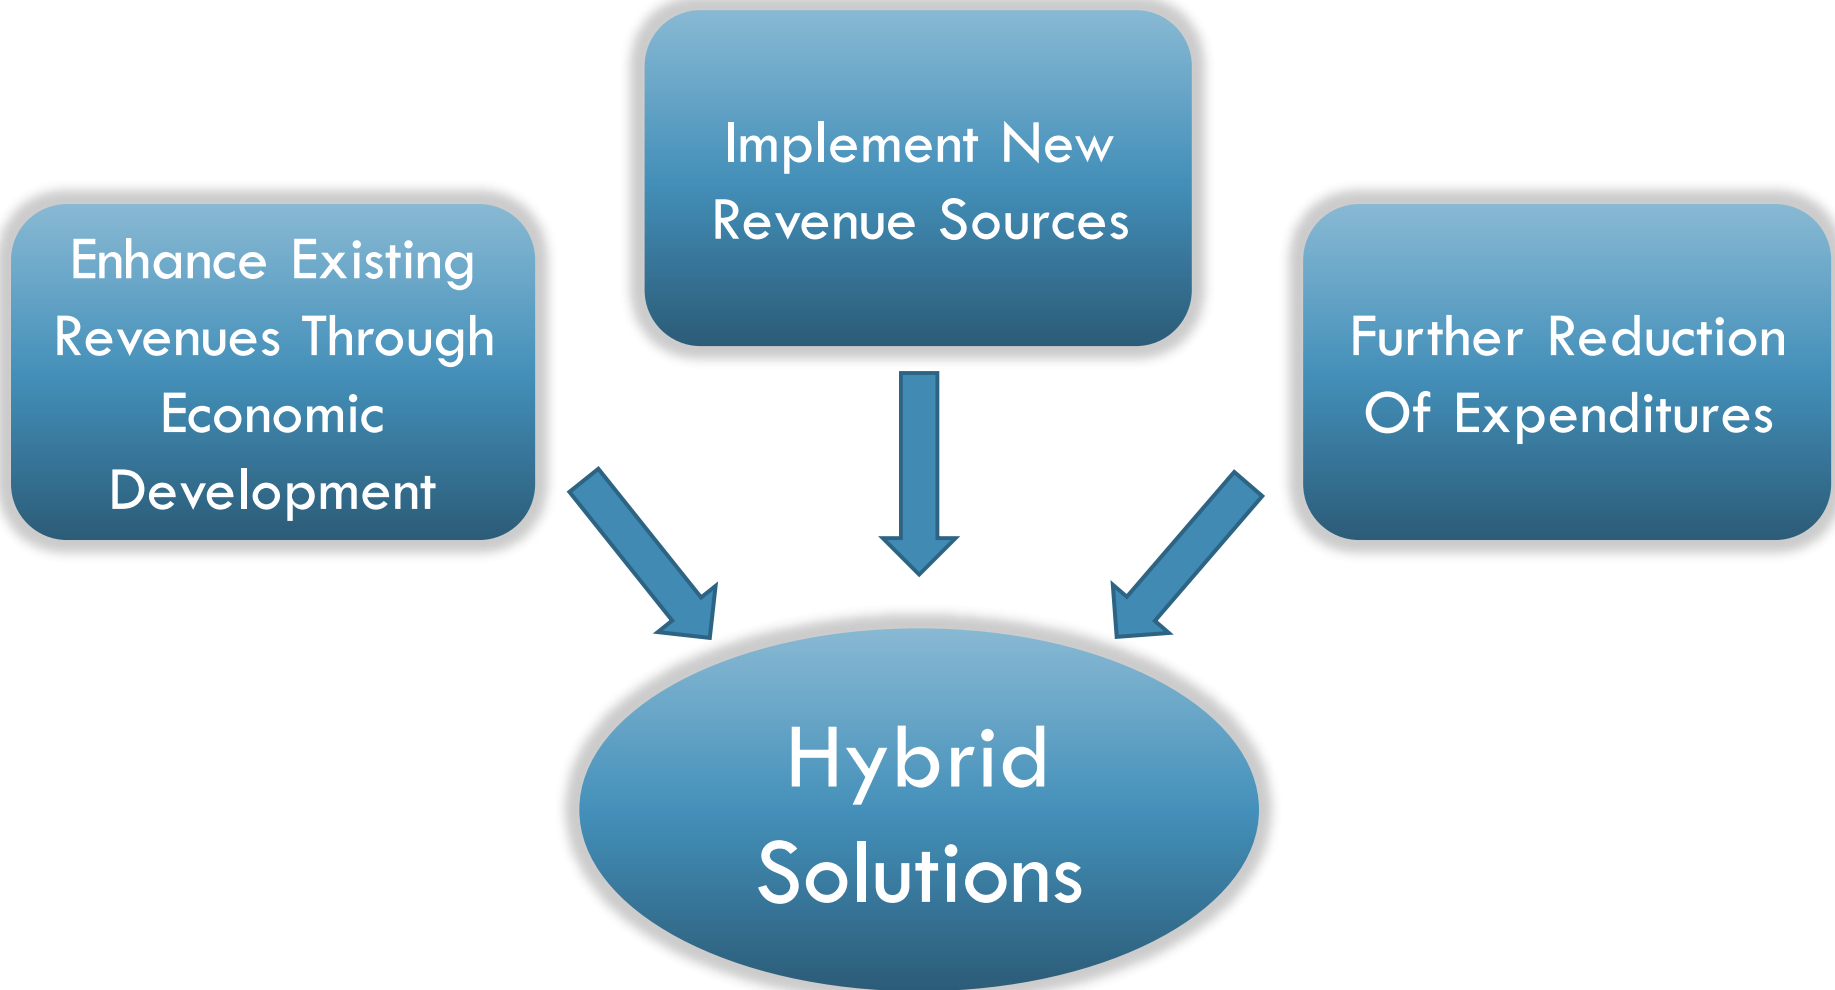 Implement New
Revenue Sources
Enhance Existing
Revenues Through
Economic
Development
Further Reduction
Of Expenditures
Hybrid
Solutions